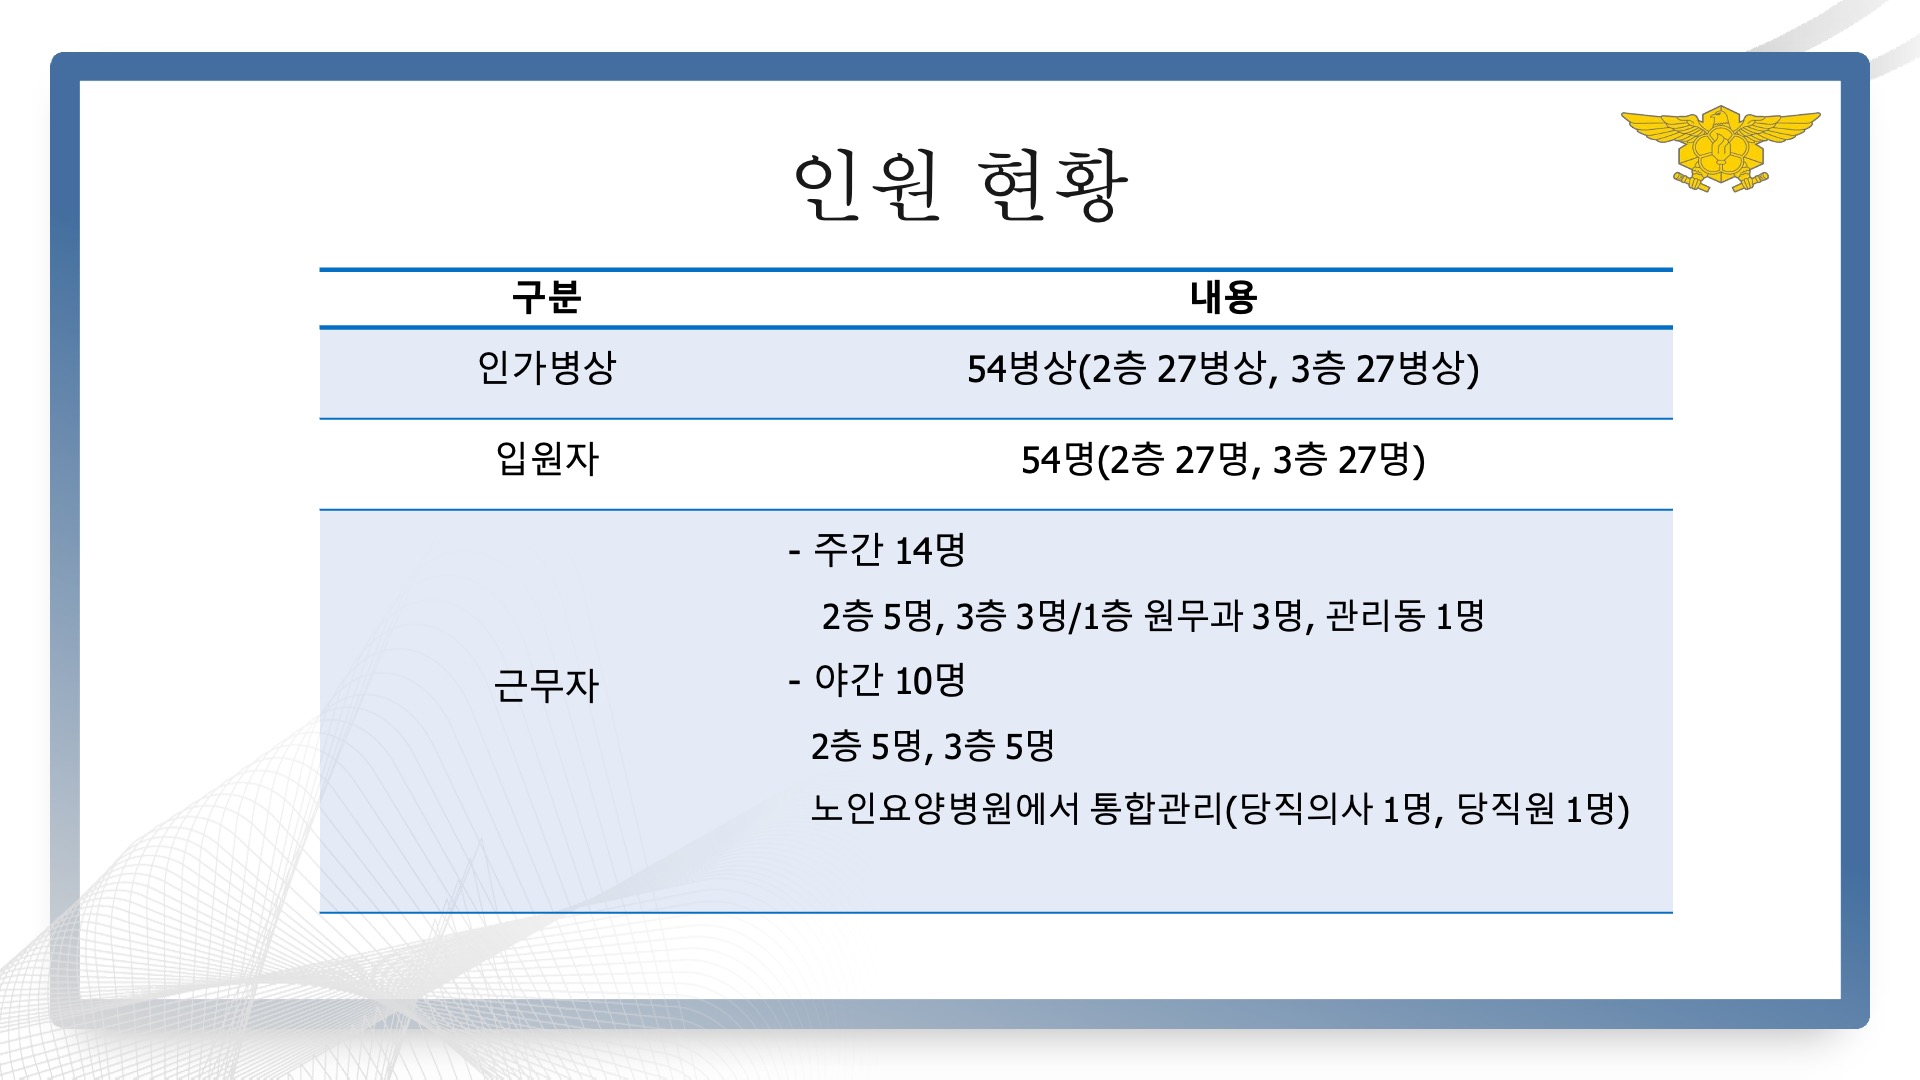 인원 현황
구분 내용
인가병상 54병상(2층 27병상, 3층 27병상)
입원자 54명(2층 27명, 3층 27명)
근무자
- 주간 14명
2층 5명, 3층 3명/1층 원무과 3명, 관리동 1명
- 야간 10명
2층 5명, 3층 5명
노인요양병원에서 통합관리(당직의사 1명, 당직원 1명)